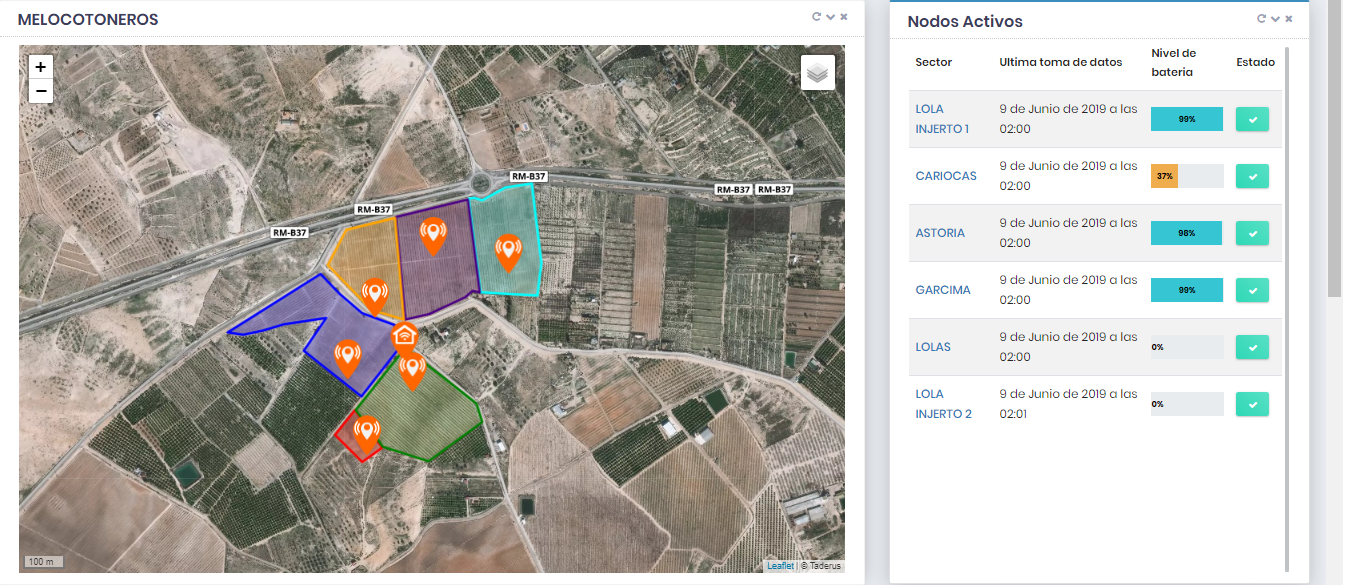 MELOCOTONEROS
+
−
RM-B37
RM-B37
RM-B37
RM-B37 RM-B37
100 m
Leaflet | © Taderus
Nodos Activos
Sector Ultima toma de datos Nivel de bateria Estado
LOLA INJERTO 1 9 de Junio de 2019 a las 02:00 99%
CARIOCAS 9 de Junio de 2019 a las 02:00 37%
ASTORIA 9 de Junio de 2019 a las 02:00 98%
GARCIMA 9 de Junio de 2019 a las 02:00 99%
LOLAS 9 de Junio de 2019 a las 02:00 0%
LOLA INJERTO 2 9 de Junio de 2019 a las 02:01 0%